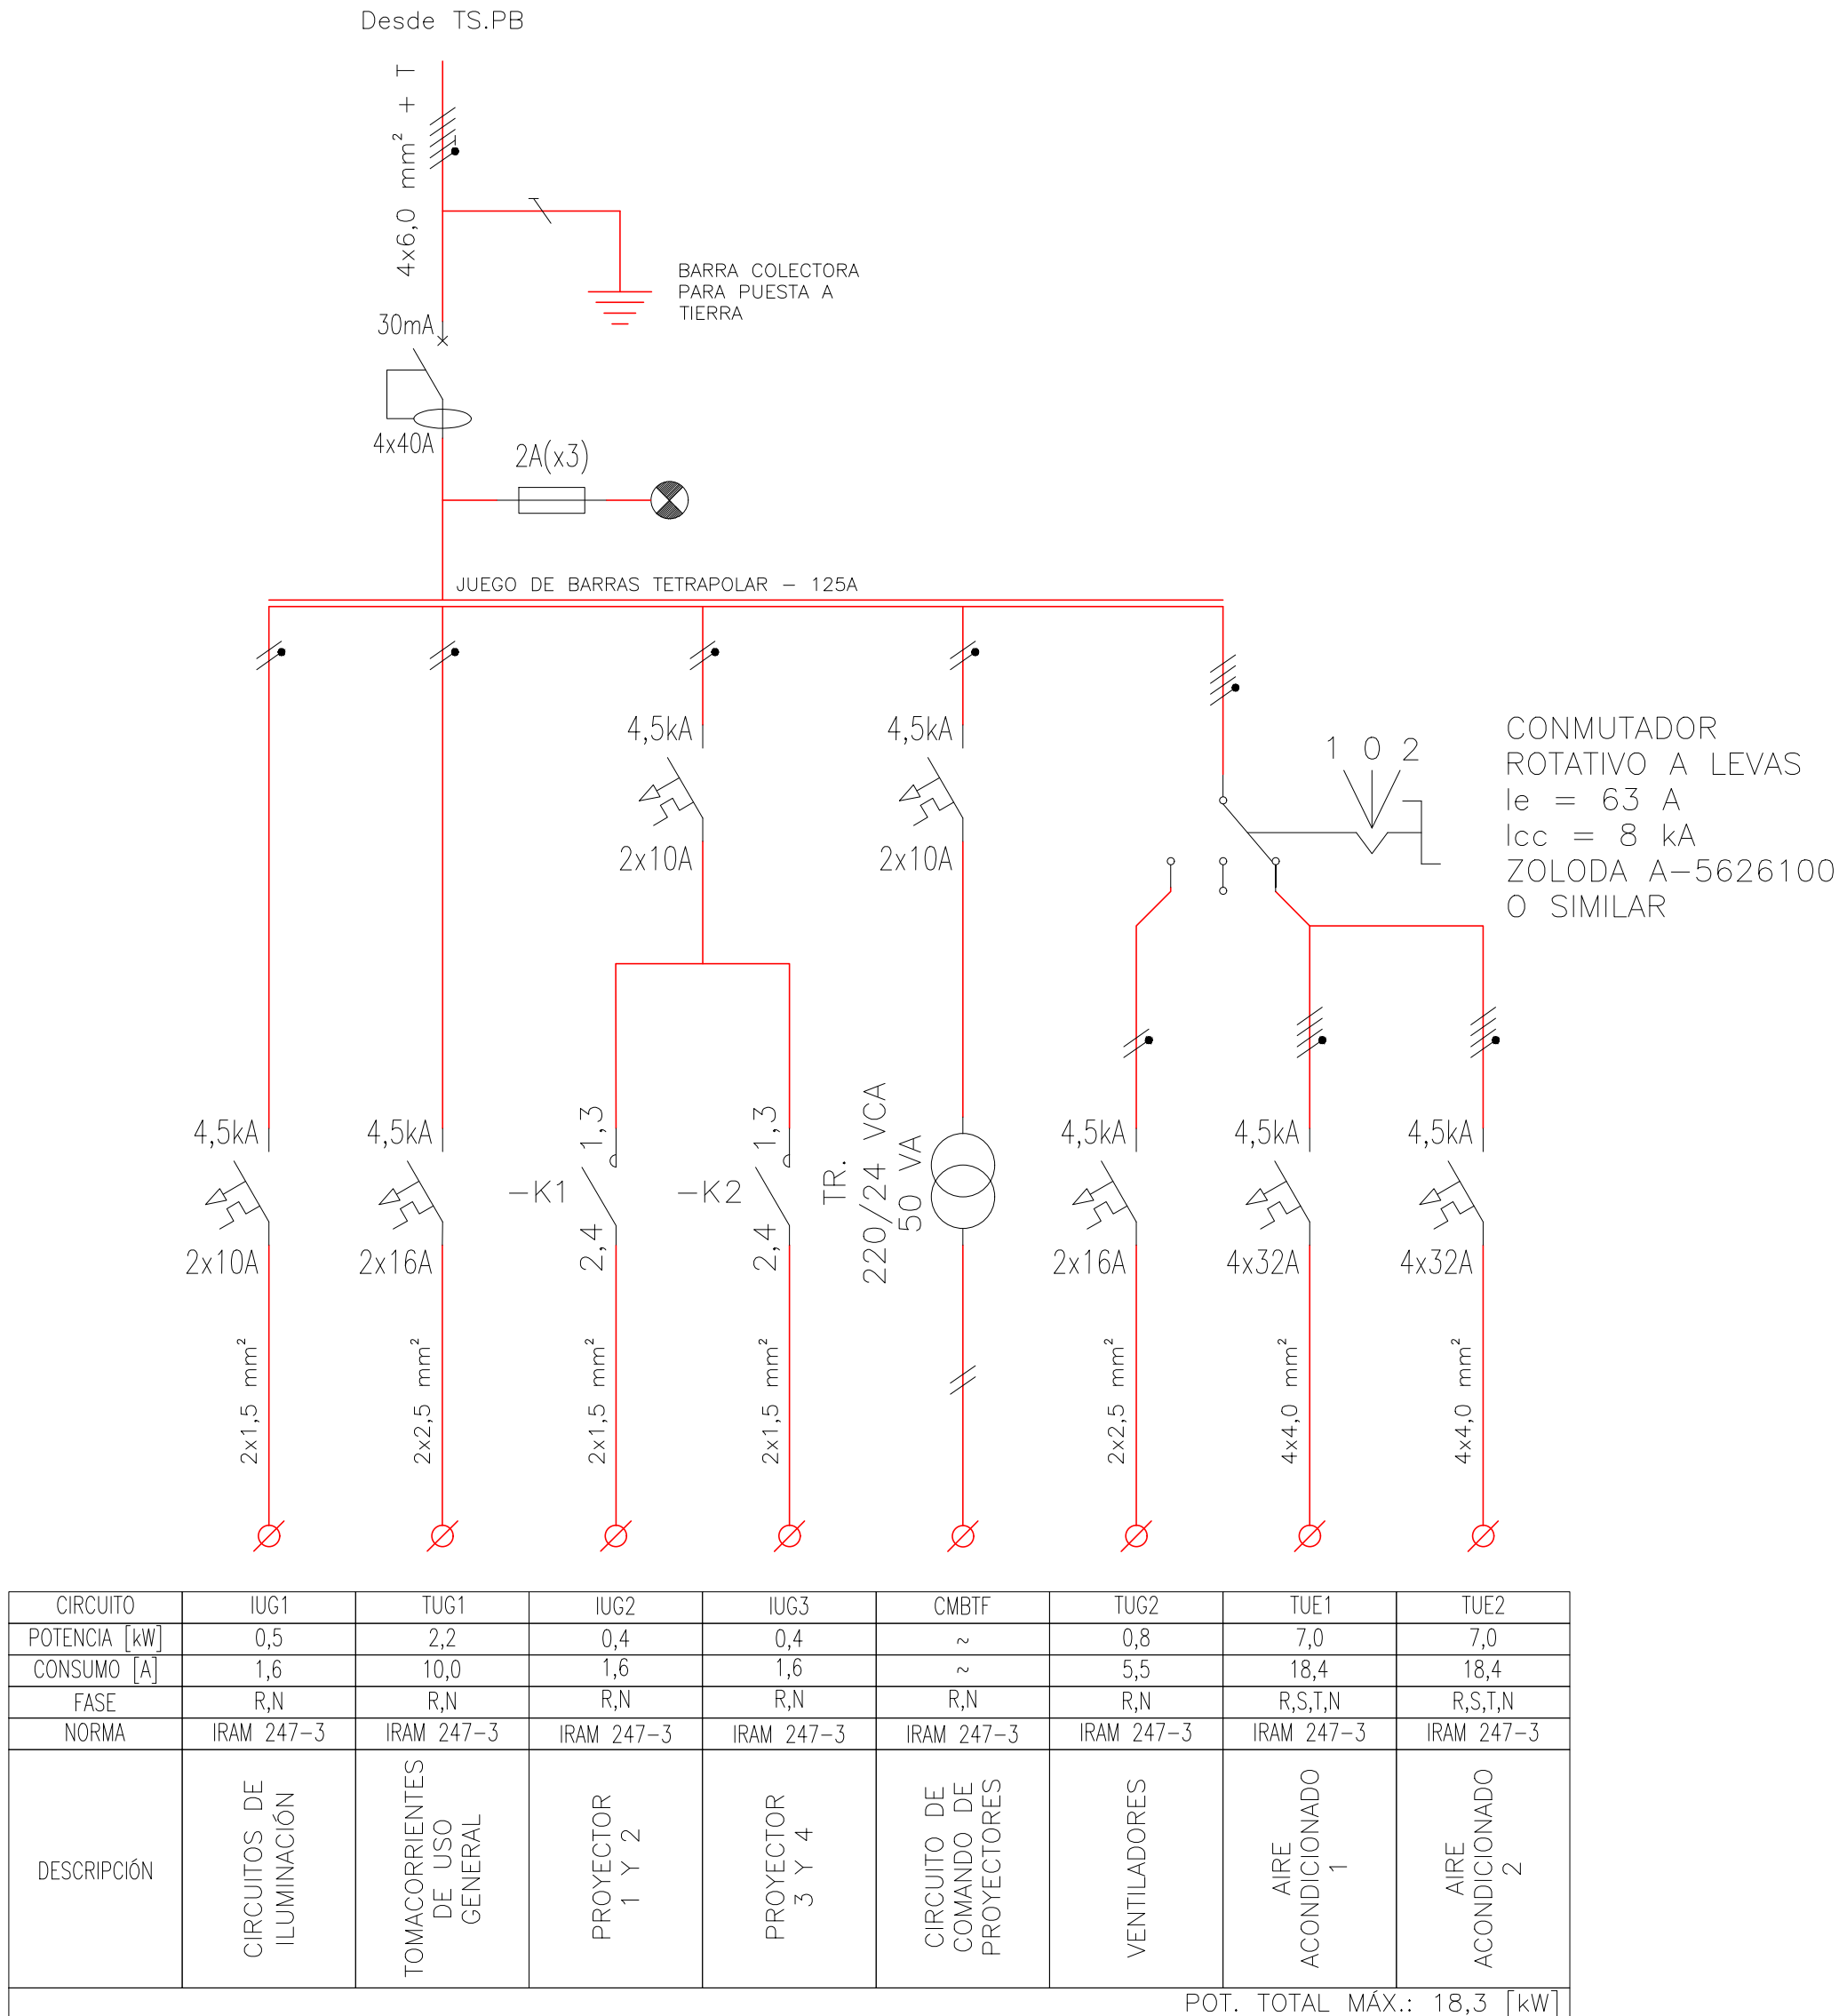 Desde TS.PB
4x6,0 mm² + T
BARRA COLECTORA
PARA PUESTA A
TIERRA
30mA
4x40A
2A(x3)
JUEGO DE BARRAS TETRAPOLAR - 125A
4,5kA
2x10A
4,5kA
2x10A
1 0 2
CONMUTADOR
ROTATIVO A LEVAS
Ie = 63 A
Icc = 8 kA
ZOLODA A-5626100
O SIMILAR
4,5kA
2x10A
2x1,5 mm²
4,5kA
2x16A
2x2,5 mm²
1,3
-K1
2,4
2x1,5 mm²
1,3
-K2
2,4
2x1,5 mm²
TR.
220/24 VCA
50 VA
4,5kA
2x16A
2x2,5 mm²
4,5kA
4x32A
4x4,0 mm²
4,5kA
4x32A
4x4,0 mm²
CIRCUITO IUG1 TUG1 IUG2 IUG3 CMBTF TUG2 TUE1 TUE2
POTENCIA [kW] 0,5 2,2 0,4 0,4 ~ 0,8 7,0 7,0
CONSUMO [A] 1,6 10,0 1,6 1,6 ~ 5,5 18,4 18,4
FASE R,N R,N R,N R,N R,N R,N R,S,T,N R,S,T,N
NORMA IRAM 247-3 IRAM 247-3 IRAM 247-3 IRAM 247-3 IRAM 247-3 IRAM 247-3 IRAM 247-3 IRAM 247-3
DESCRIPCIÓN
CIRCUITOS DE
ILUMINACIÓN
TOMACORRIENTES
DE USO
GENERAL
PROYECTOR
1 Y 2
PROYECTOR
3 Y 4
CIRCUITO DE
COMANDO DE
PROYECTORES
VENTILADORES
AIRE
ACONDICIONADO
1
AIRE
ACONDICIONADO
2
POT. TOTAL MÁX.: 18,3 [kW]